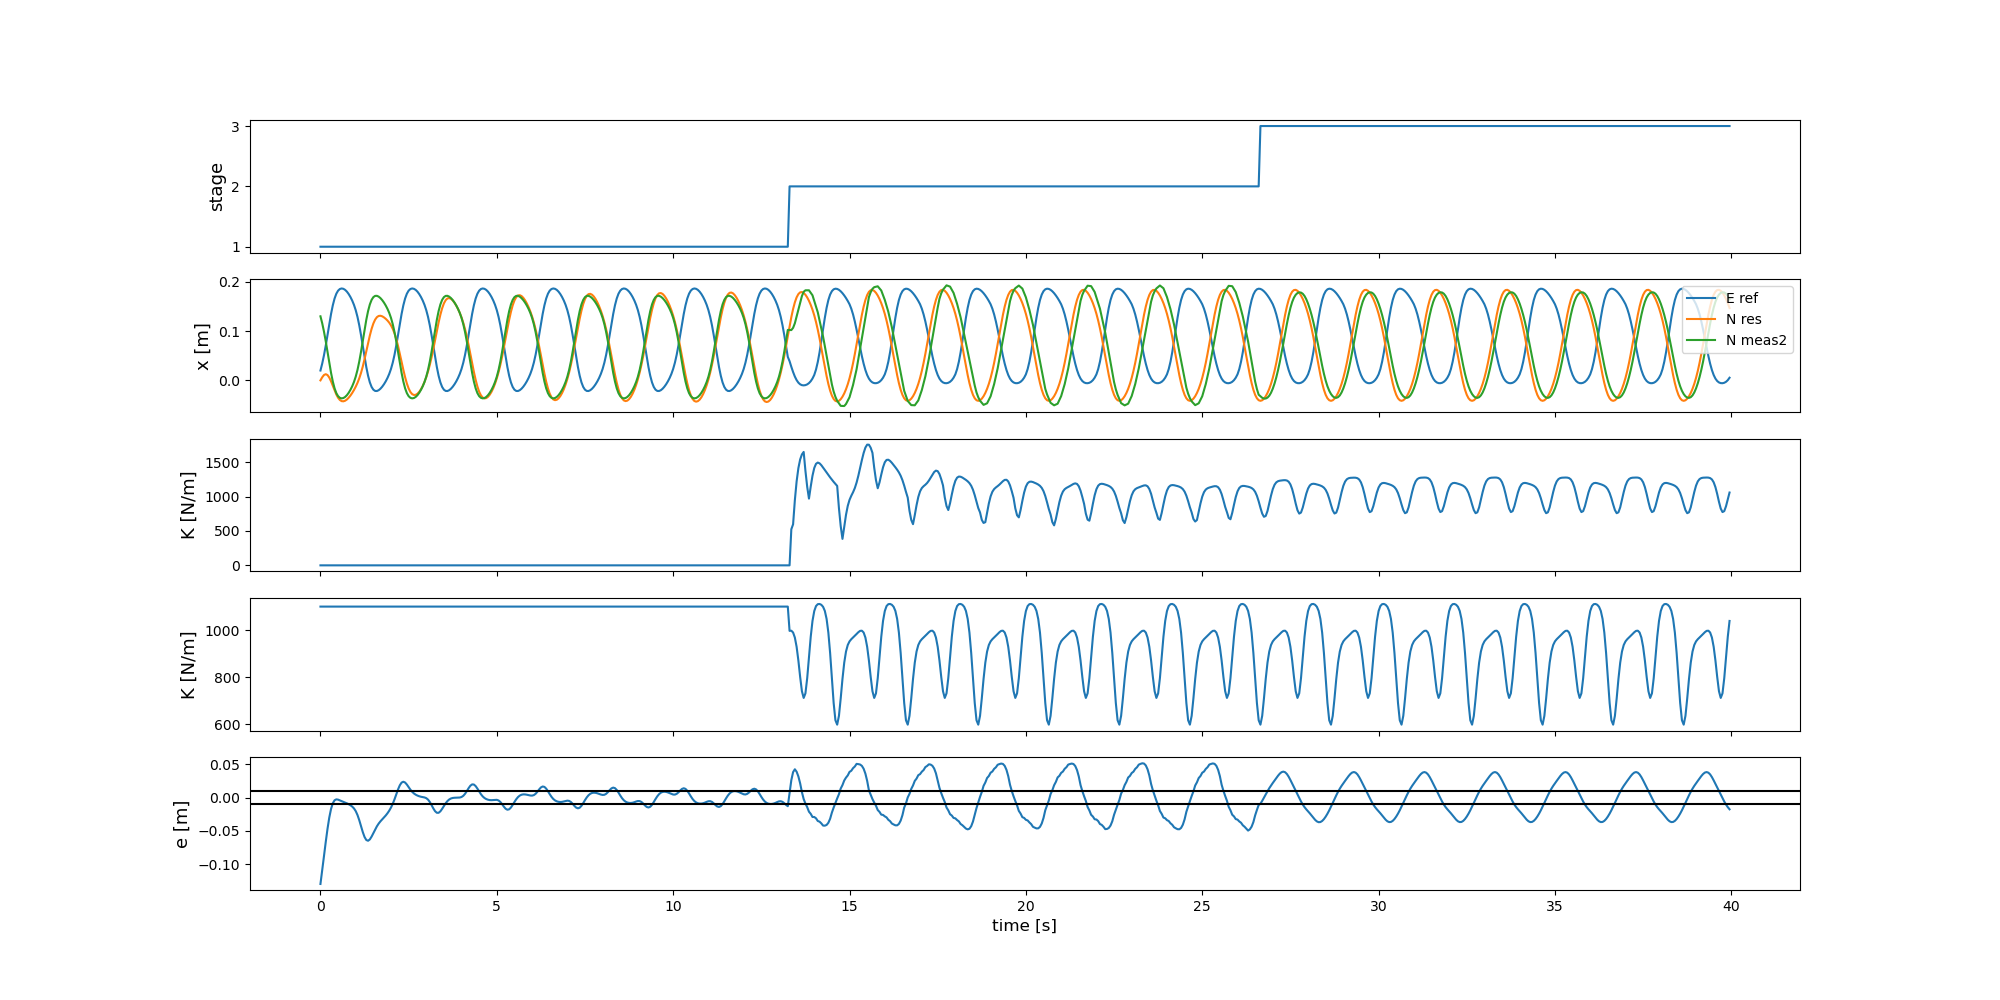 3
2
1
stage
0.2
0.1
0.0
x [m]
E ref
N res
N meas2
1500
1000
500
0
K [N/m]
1000
800
600
K [N/m]
0.05
0.00
−0.05
−0.10
e [m]
0 5 10 15 20 25 30 35 40
time [s]